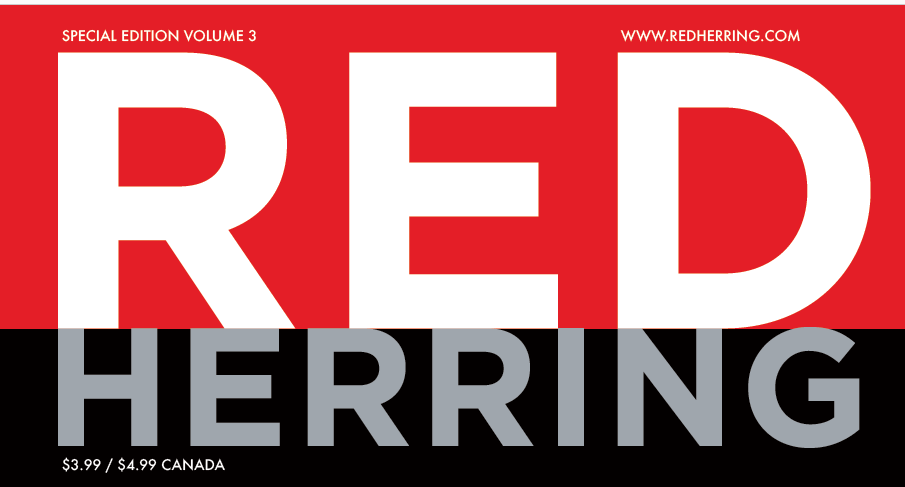 SPECIAL EDITION VOLUME 3
WWW.REDHERRING.COM
RED
HERRING
$3.99 / $4.99 CANADA